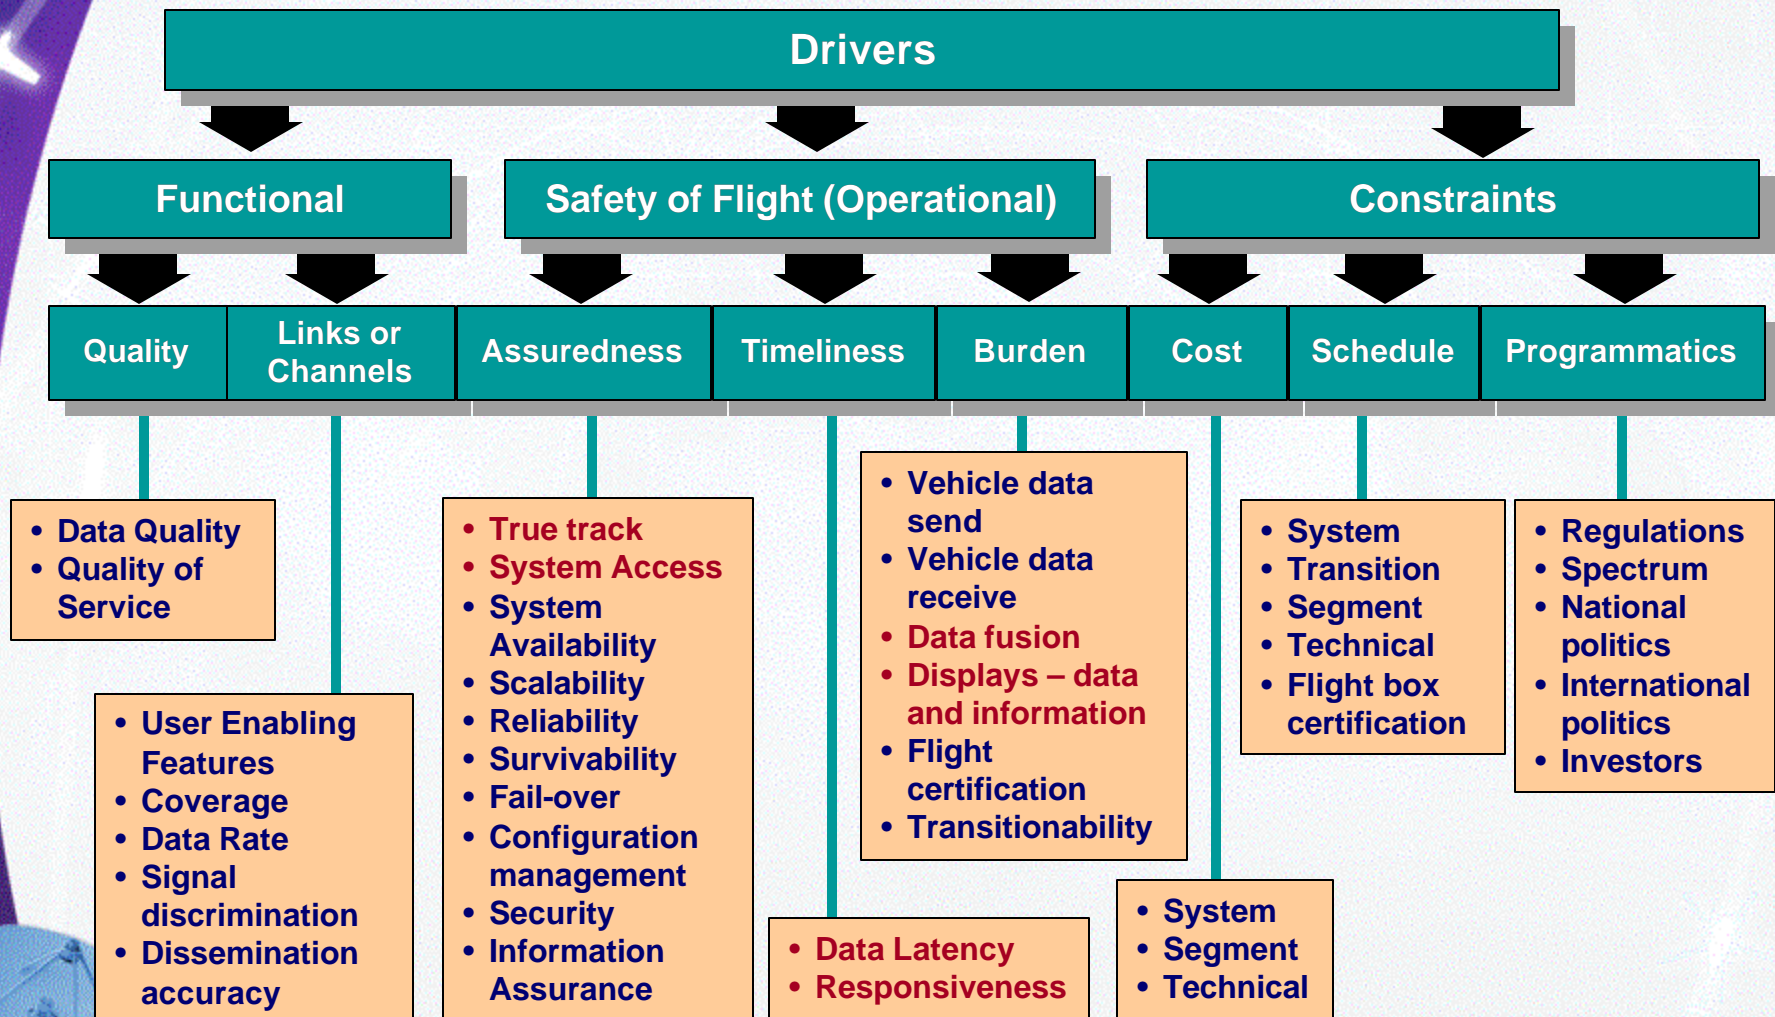 Drivers
Functional
Safety of Flight (Operational)
Constraints
Quality
Links or
Channels
Assuredness
Timeliness
Burden
Cost
Schedule
Programmatics
• Data Quality
• Quality of
Service
• User Enabling
Features
• Coverage
• Data Rate
• Signal
discrimination
• Dissemination
accuracy
• True track
• System Access
• System
Availability
• Scalability
• Reliability
• Survivability
• Fail-over
• Configuration
management
• Security
• Information
Assurance
• Data Latency
• Responsiveness
• Vehicle data
send
• Vehicle data
receive
• Data fusion
• Displays – data
and information
• Flight
certification
• Transitionability
• System
• Segment
• Technical
• System
• Transition
• Segment
• Technical
• Flight box
certification
• Regulations
• Spectrum
• National
politics
• International
politics
• Investors